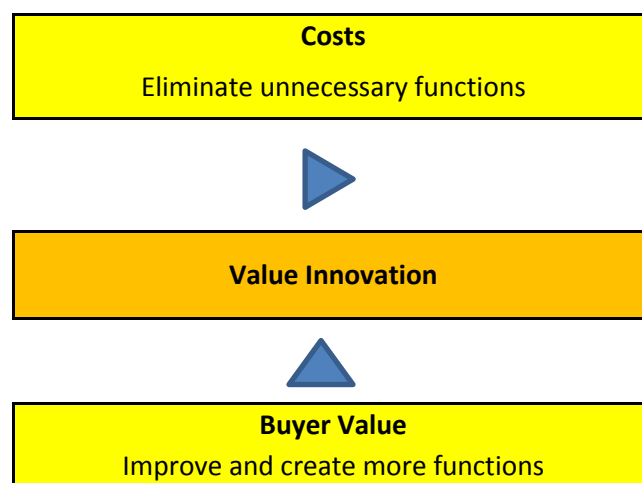 Costs
Eliminate unnecessary functions
Value Innovation
Buyer Value
Improve and create more functions